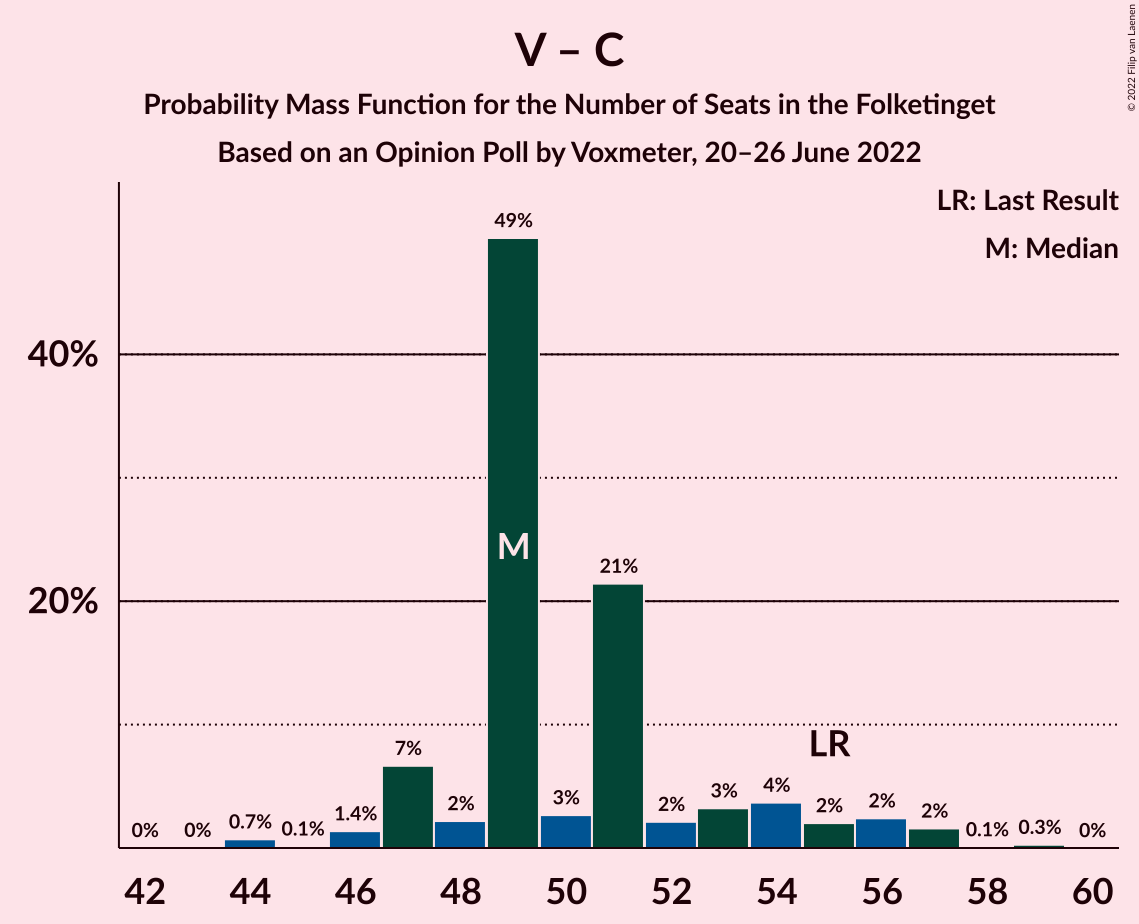 V – C
Probability Mass Function for the Number of Seats in the Folketinget
Based on an Opinion Poll by Voxmeter, 20–26 June 2022
© 2022 Filip van Laenen
LR: Last Result
M: Median
49%
40%
M
21%
20%
LR
7%
4%
3%
3%
2%
2%
2%
2%
2%
1.4%
0.7%
0.1%
0.1%
0.3%
0%
0%
0%
42 44 46 48 50 52 54 56 58 60